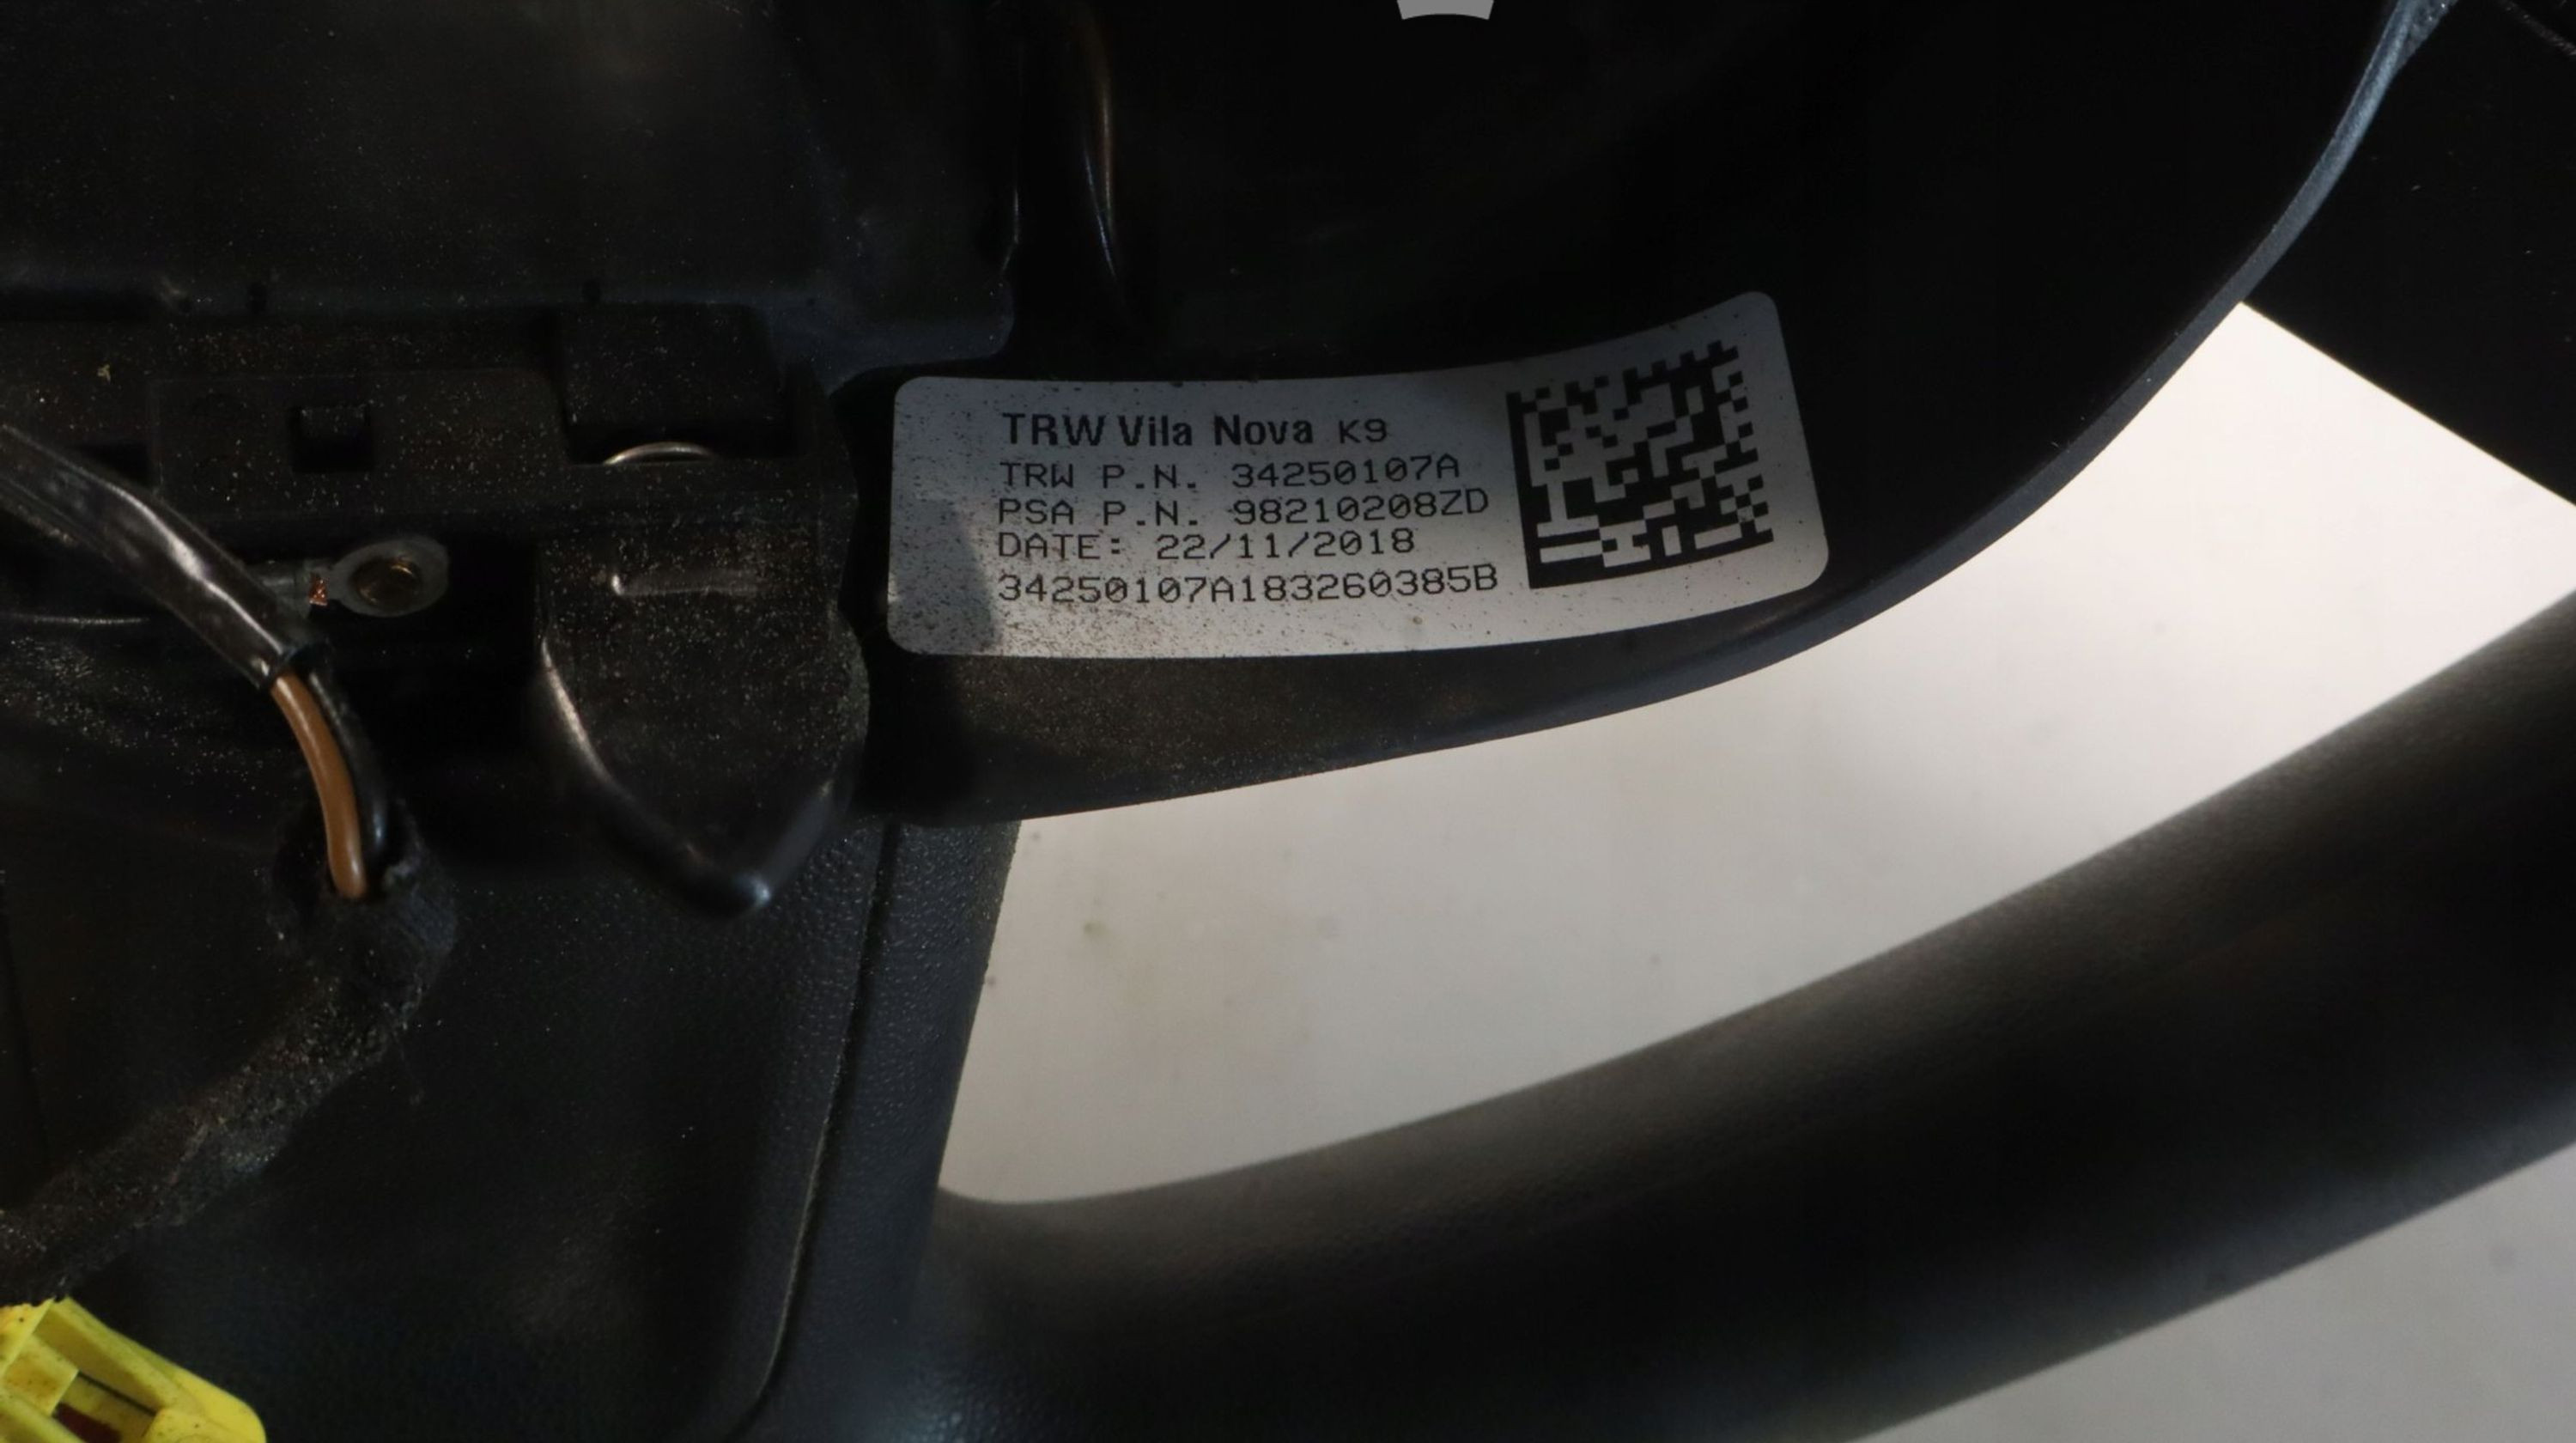 TRW Vila Nova K9
TRW P.N. 34250107A
PSA P.N. 98210208ZD
DATE: 22/11/2018
34250107A183260385B